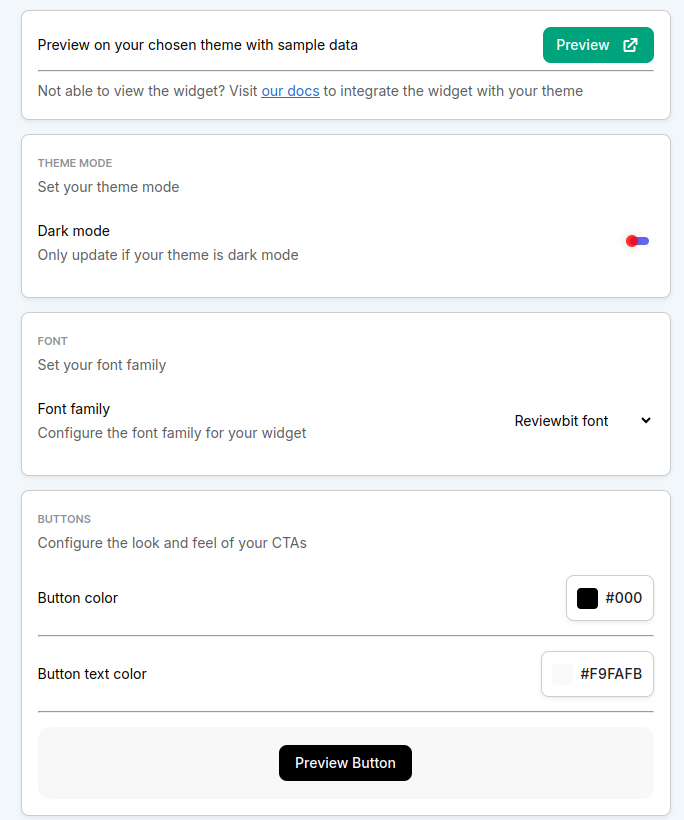 Preview on your chosen theme with sample data
Preview
Not able to view the widget? Visit our docs to integrate the widget with your theme
THEME MODE
Set your theme mode
Dark mode
Only update if your theme is dark mode
FONT
Set your font family
Font family
Configure the font family for your widget
Reviewbit font
BUTTONS
Configure the look and feel of your CTAs
Button color
#000
Button text color
#F9FAFB
Preview Button